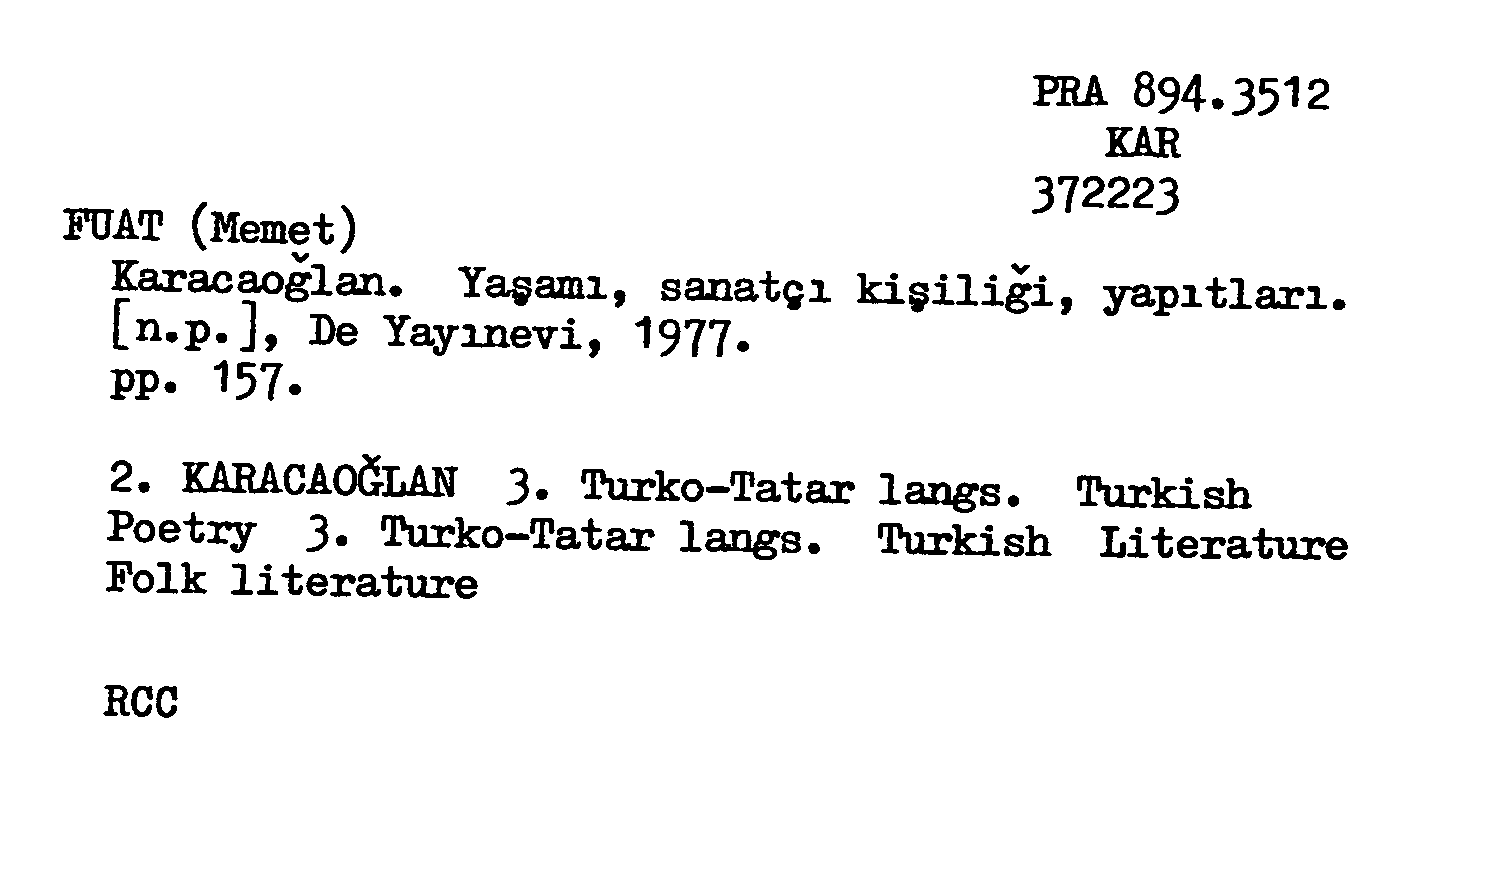 PRA 894.3512
KAR
372223
FUAT (Memet)
Karacaoğlan. Yaşamı, sanatçı kişiliği, yapıtları.
[n.p.], De Yayınevi, 1977.
pp. 157.
2. KARACAOĞLAN 3. Turko-Tatar langs. Turkish
Poetry 3. Turko-Tatar langs. Turkish Literature
Folk literature
RCC